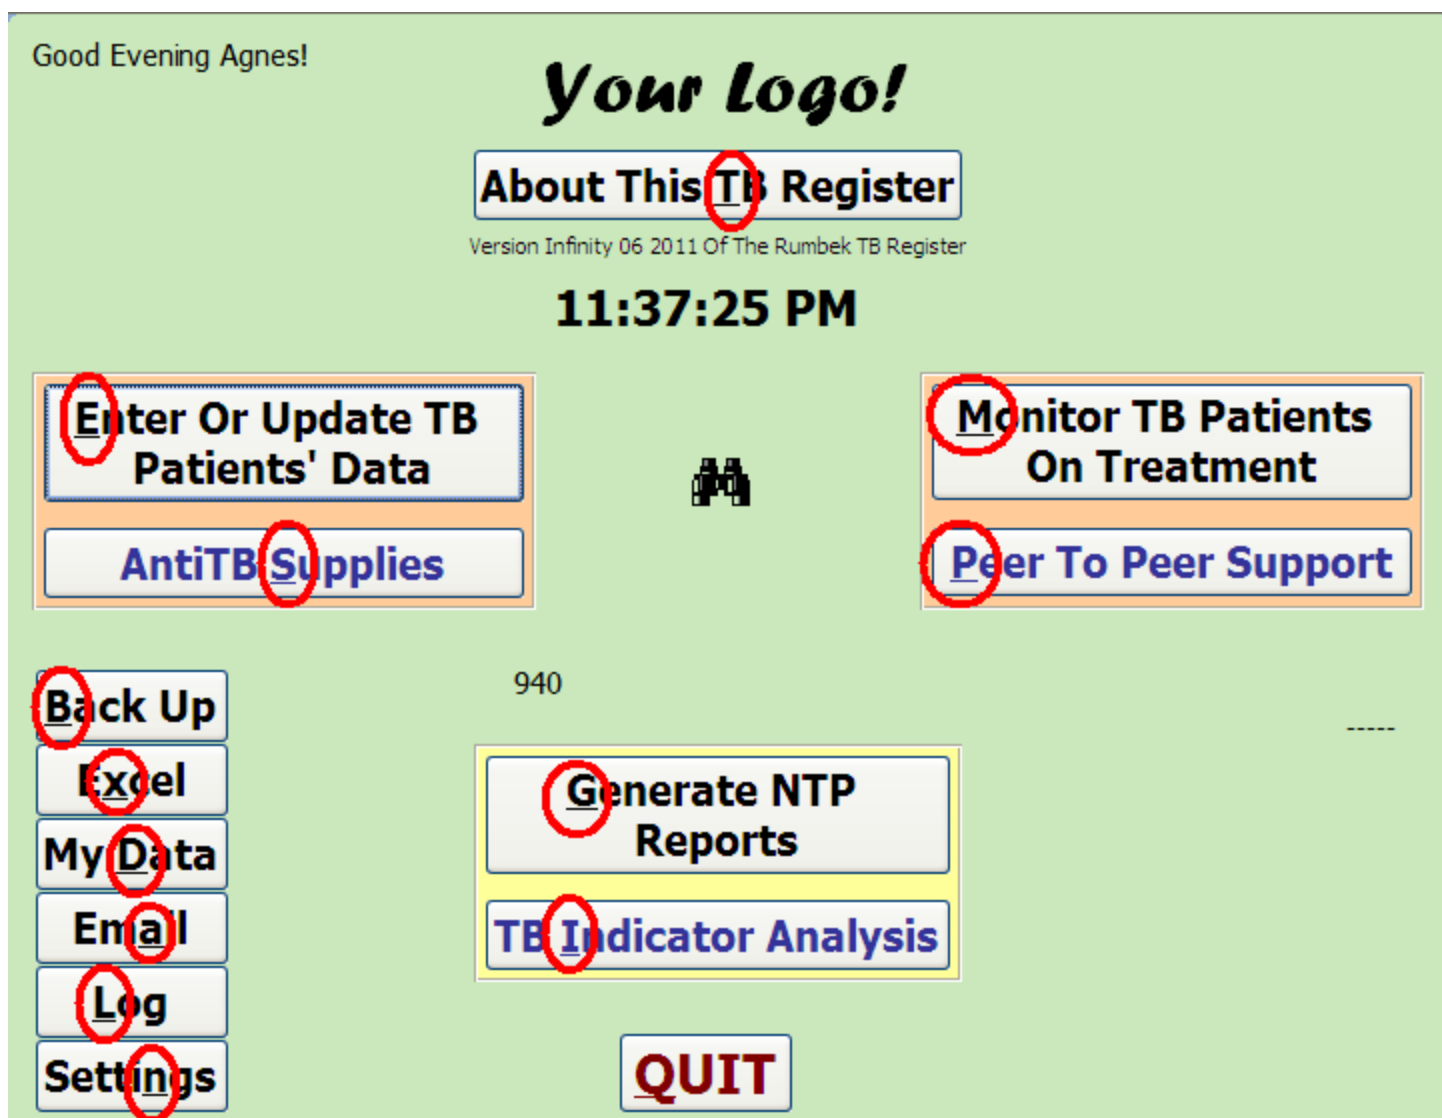 Good Evening Agnes!
Your Logo!
About This TB Register
Version Infinity 06 2011 Of The Rumbek TB Register
11:37:25 PM
Enter Or Update TB
Patients' Data
AntiTB Supplies
Monitor TB Patients
On Treatment
Peer To Peer Support
Back Up
Excel
My Data
Email
Log
Settings
940
-----
Generate NTP
Reports
TB Indicator Analysis
QUIT